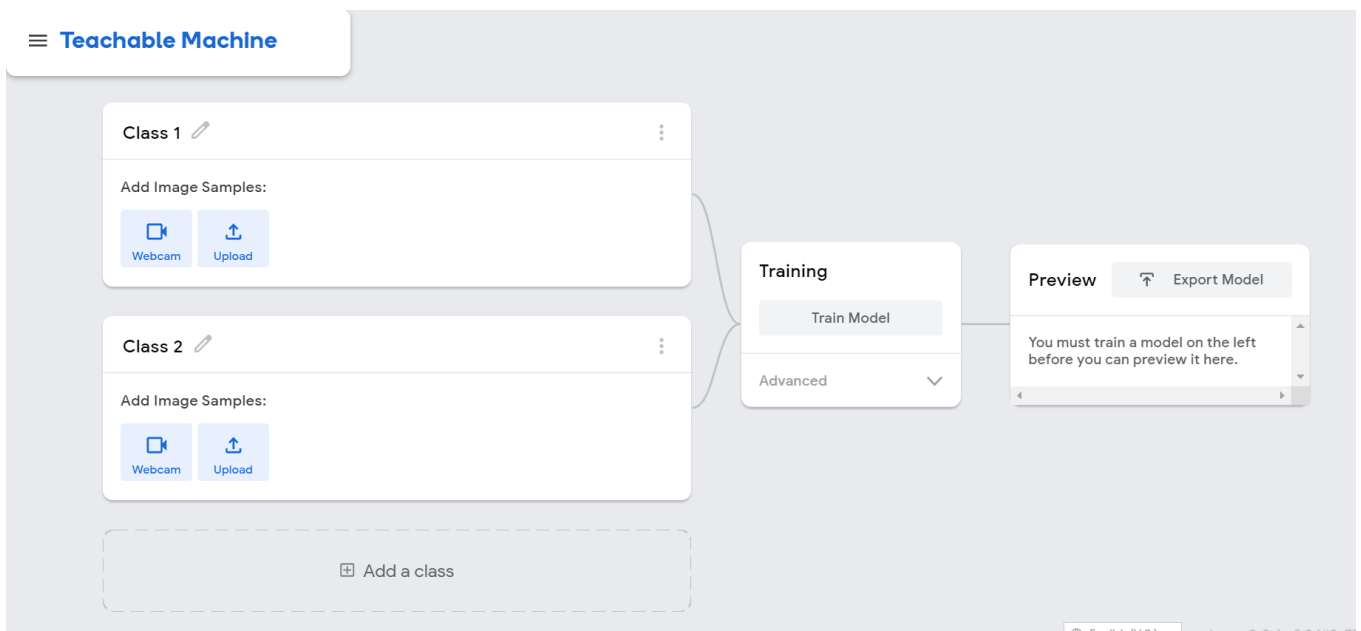 Teachable Machine
Class 1
Add Image Samples:
Webcam
Upload
Class 2
Add Image Samples:
Webcam
Upload
Add a class
Training
Train Model
Advanced
Preview
Export Model
You must train a model on the left
before you can preview it here.